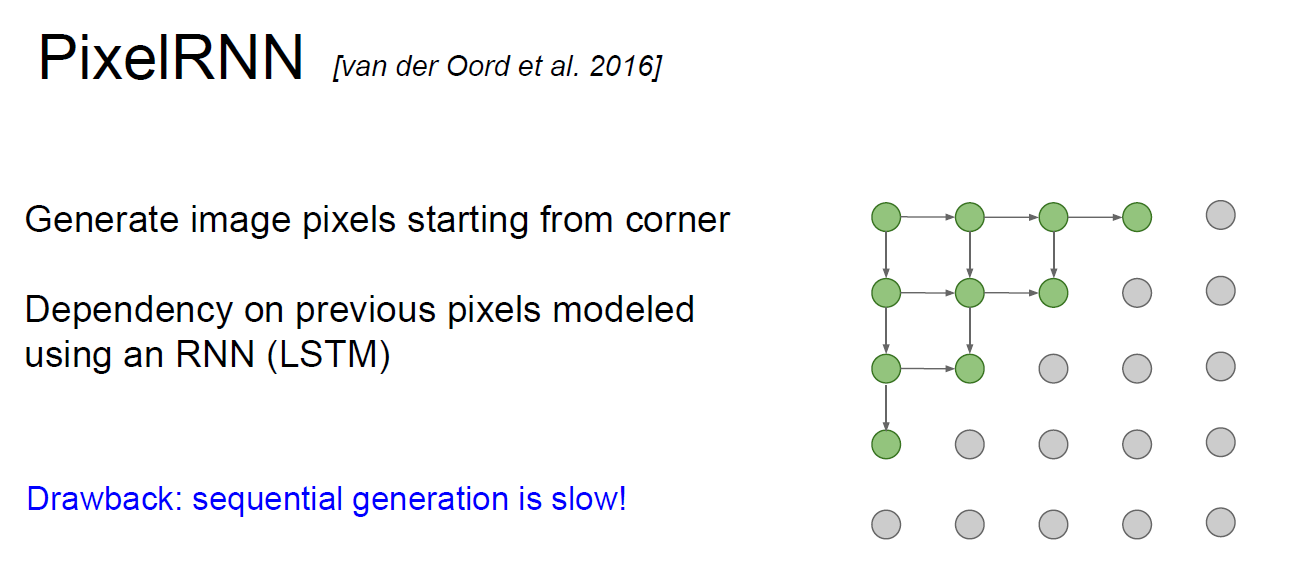 PixelRNN [van der Oord et al. 2016]
Generate image pixels starting from corner
Dependency on previous pixels modeled
using an RNN (LSTM)
Drawback: sequential generation is slow!